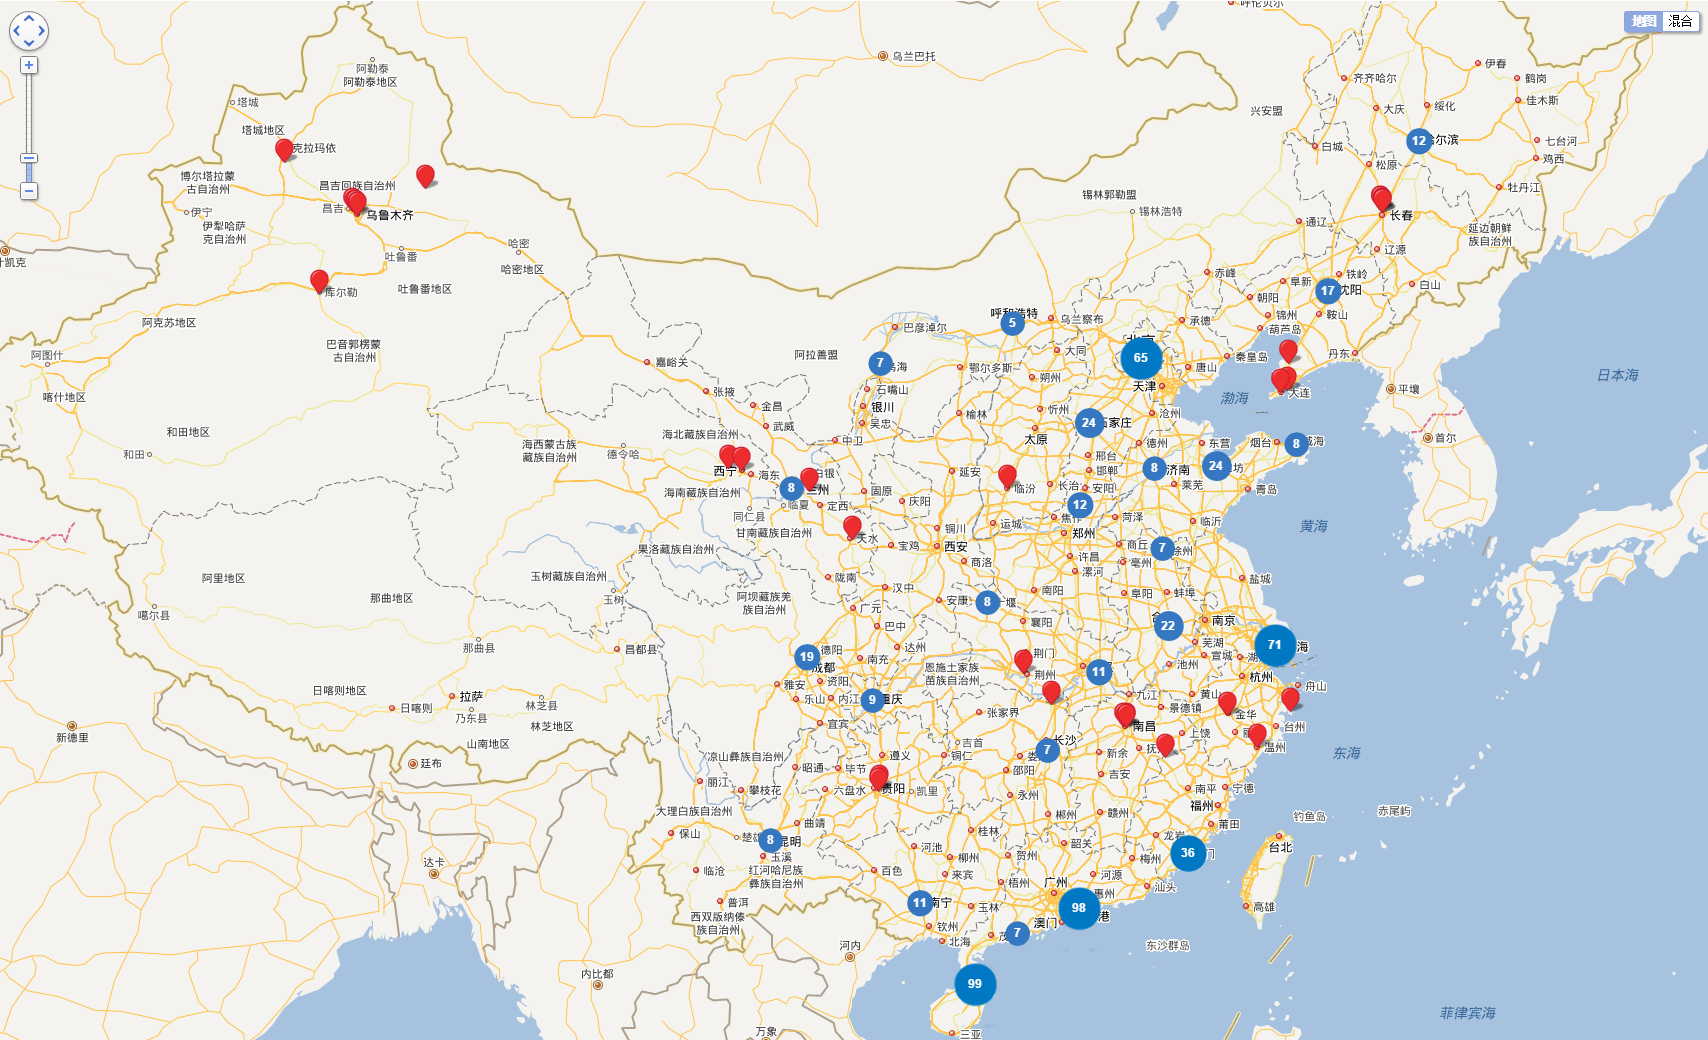 呼伦贝尔
地图
混合
乌兰巴托
伊春
鹤岗
齐齐哈尔
阿勒泰
阿勒泰地区
塔城
大庆
绥化
佳木斯
兴安盟
塔城地区
12
尔滨
七台河
克拉玛依
白城
松原
鸡西
博尔塔拉蒙
古自治州
昌吉回族自治州
锡林郭勒盟
牡丹江
昌吉
乌鲁木齐
伊宁
锡林浩特
长春
通辽
伊犁哈萨
克自治州
延边朝鲜
族自治州
哈密
辽源
吐鲁番
什凯克
哈密地区
赤峰
铁岭
阜新
白山
库尔勒
吐鲁番地区
17
沈阳
朝阳
呼和浩特
5
乌兰察布
承德
锦州
鞍山
阿克苏地区
巴彦淖尔
葫芦岛
巴音郭楞蒙
古自治州
北京
65
阿图什
阿拉善盟
大同
秦皇岛
丹东
7
乌海
嘉峪关
鄂尔多斯
朔州
唐山
日本海
石嘴山
天津
平壤
张掖
大连
喀什地区
渤海
金昌
银川
忻州
沧州
榆林
24
石家庄
武威
吴忠
和田地区
海北藏族自治州
太原
首尔
海西蒙古族
藏族自治州
中卫
德州
东营
烟台
8
威海
和田
德令哈
邢台
西宁
海东
白银
延安
邯郸
8
济南
24
坊
海南藏族自治州
8
兰州
固原
临汾
长治
安阳
莱芜
青岛
临夏
定西
庆阳
12
同仁县
焦作
菏泽
临沂
黄海
甘南藏族自治州
天水
铜川
运城
郑州
果洛藏族自治州
宝鸡
西安
商丘
7
徐州
许昌
商洛
亳州
阿里地区
玉树藏族自治州
陇南
漯河
盐城
汉中
南阳
阜阳
蚌埠
那曲地区
玉树
阿坝藏族羌
族自治州
安康
8
堰
噶尔县
广元
襄阳
22
南京
巴中
那曲县
昌都县
19
德阳
成都
达州
荆门
芜湖
71
海
南充
恩施土家族
苗族自治州
宣城
湖
池州
荆州
11
杭州
日喀则地区
雅安
资阳
舟山
拉萨
乐山
内江
9
重庆
九江
黄山
林芝县
日喀则
乃东县
张家界
景德镇
金华
新德里
林芝地区
宜宾
南昌
台州
山南地区
长沙
上饶
丽
温州
吉首
7
娄
抚
东海
凉山彝族自治州
遵义
铜仁
新余
廷布
昭通
毕节
邵阳
吉安
丽江
攀枝花
六盘水
贵阳
凯里
南平
宁德
永州
福州
大理白族自治州
郴州
赣州
钓鱼岛
赤尾屿
曲靖
莆田
保山
楚雄
8
昆明
桂林
龙岩
河池
韶关
台北
玉溪
柳州
贺州
36
门
达卡
梅州
临沧
红河哈尼族
彝族自治州
百色
来宾
河源
梧州
广州
汕头
惠州
普洱
11
南宁
玉林
98
港
高雄
西双版纳傣
族自治州
钦州
澳门
茂
7
河内
北海
东沙群岛
内比都
99
菲律宾海
万象
三亚